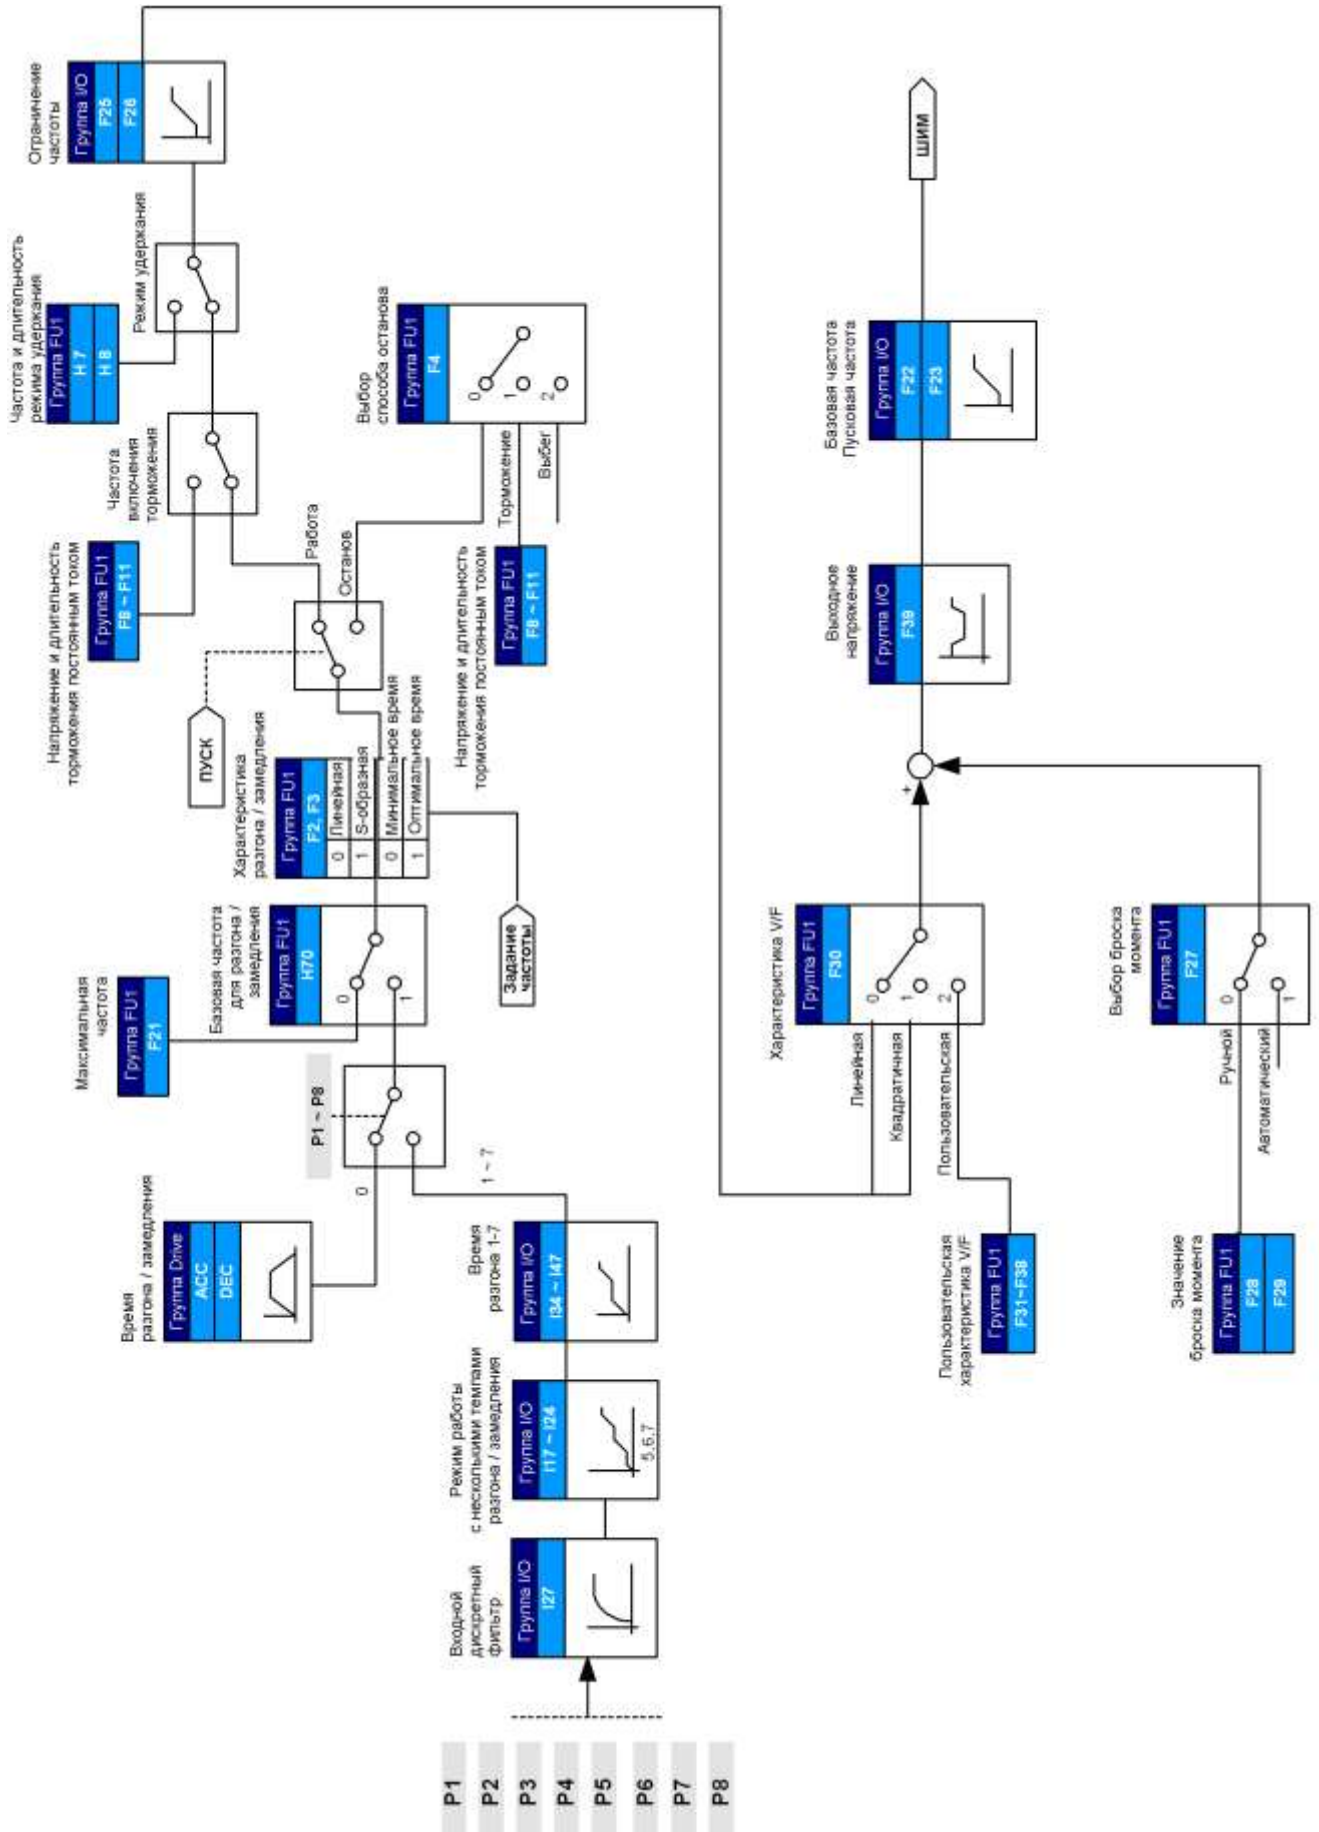 P1
P2
P3
P4
P5
P6
P7
P8
Входной
дискретный
фильтр
Группа I/O
I27
Режим работы
с несколькими темпами
разгона / замедления
Группа I/O
I17 ~ I24
5,6,7
Время
разгона 1-7
Группа I/O
I34 ~ I47
Время
разгона / замедления
Группа Drive
ACC
DEC
0
1 ~ 7
P1 ~ P8
Максимальная
частота
Группа FU1
F21
Базовая частота
для разгона /
замедления
Группа FU1
H70
0
1
Задание
частоты
Характеристика
разгона / замедления
Группа FU1
F2, F3
0 Линейная
1 S-образная
0 Минимальное время
1 Оптимальное время
ПУСК
Работа
Останов
Напряжение и длительность
торможения постоянным током
Группа FU1
F8 ~ F11
Частота
включения
торможения
Напряжение и длительность
торможения постоянным током
Группа FU1
F8 ~ F11
Торможение
Выбег
Выбор
способа останова
Группа FU1
F4
0
1
2
Частота и длительность
режима удержания
Группа FU1
H 7
H 8
Режим удержания
Ограничение
частоты
Группа I/O
F25
F26
Пользовательская
характеристика V/F
Группа FU1
F31~F38
Линейная
Квадратичная
Пользовательская
Характеристика V/F
Группа FU1
F30
0
1
2
Значение
броска момента
Группа FU1
F28
F29
Ручной
Автоматический
Выбор броска
момента
Группа FU1
F27
0
1
+
Выходное
напряжение
Группа I/O
F39
Базовая частота
Пусковая частота
Группа I/O
F22
F23
ШИМ